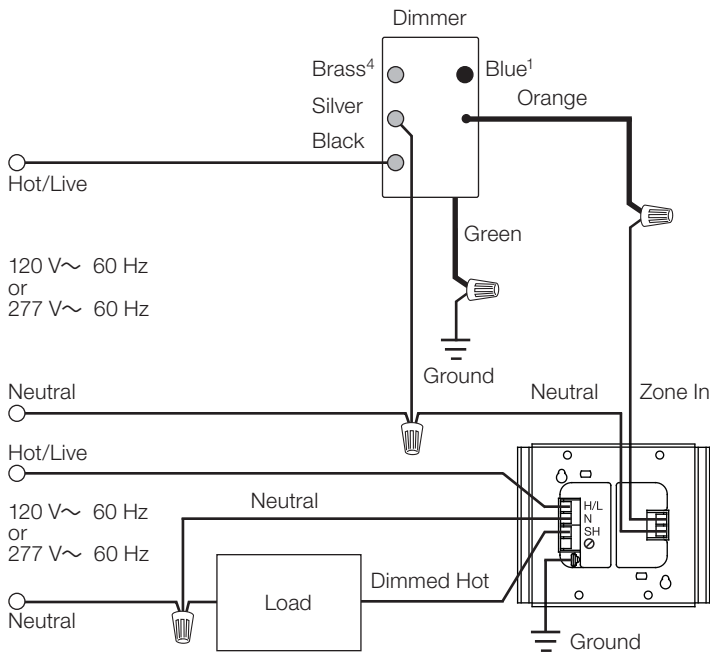 Dimmer
Brass⁴
Blue¹
Silver
Orange
Black
Hot/Live
Green
120 V～ 60 Hz
or
277 V～ 60 Hz
Ground
Neutral
Neutral
Zone In
Hot/Live
Neutral
H/L
N
SH
120 V～ 60 Hz
or
277 V～ 60 Hz
Dimmed Hot
Load
Neutral
Ground